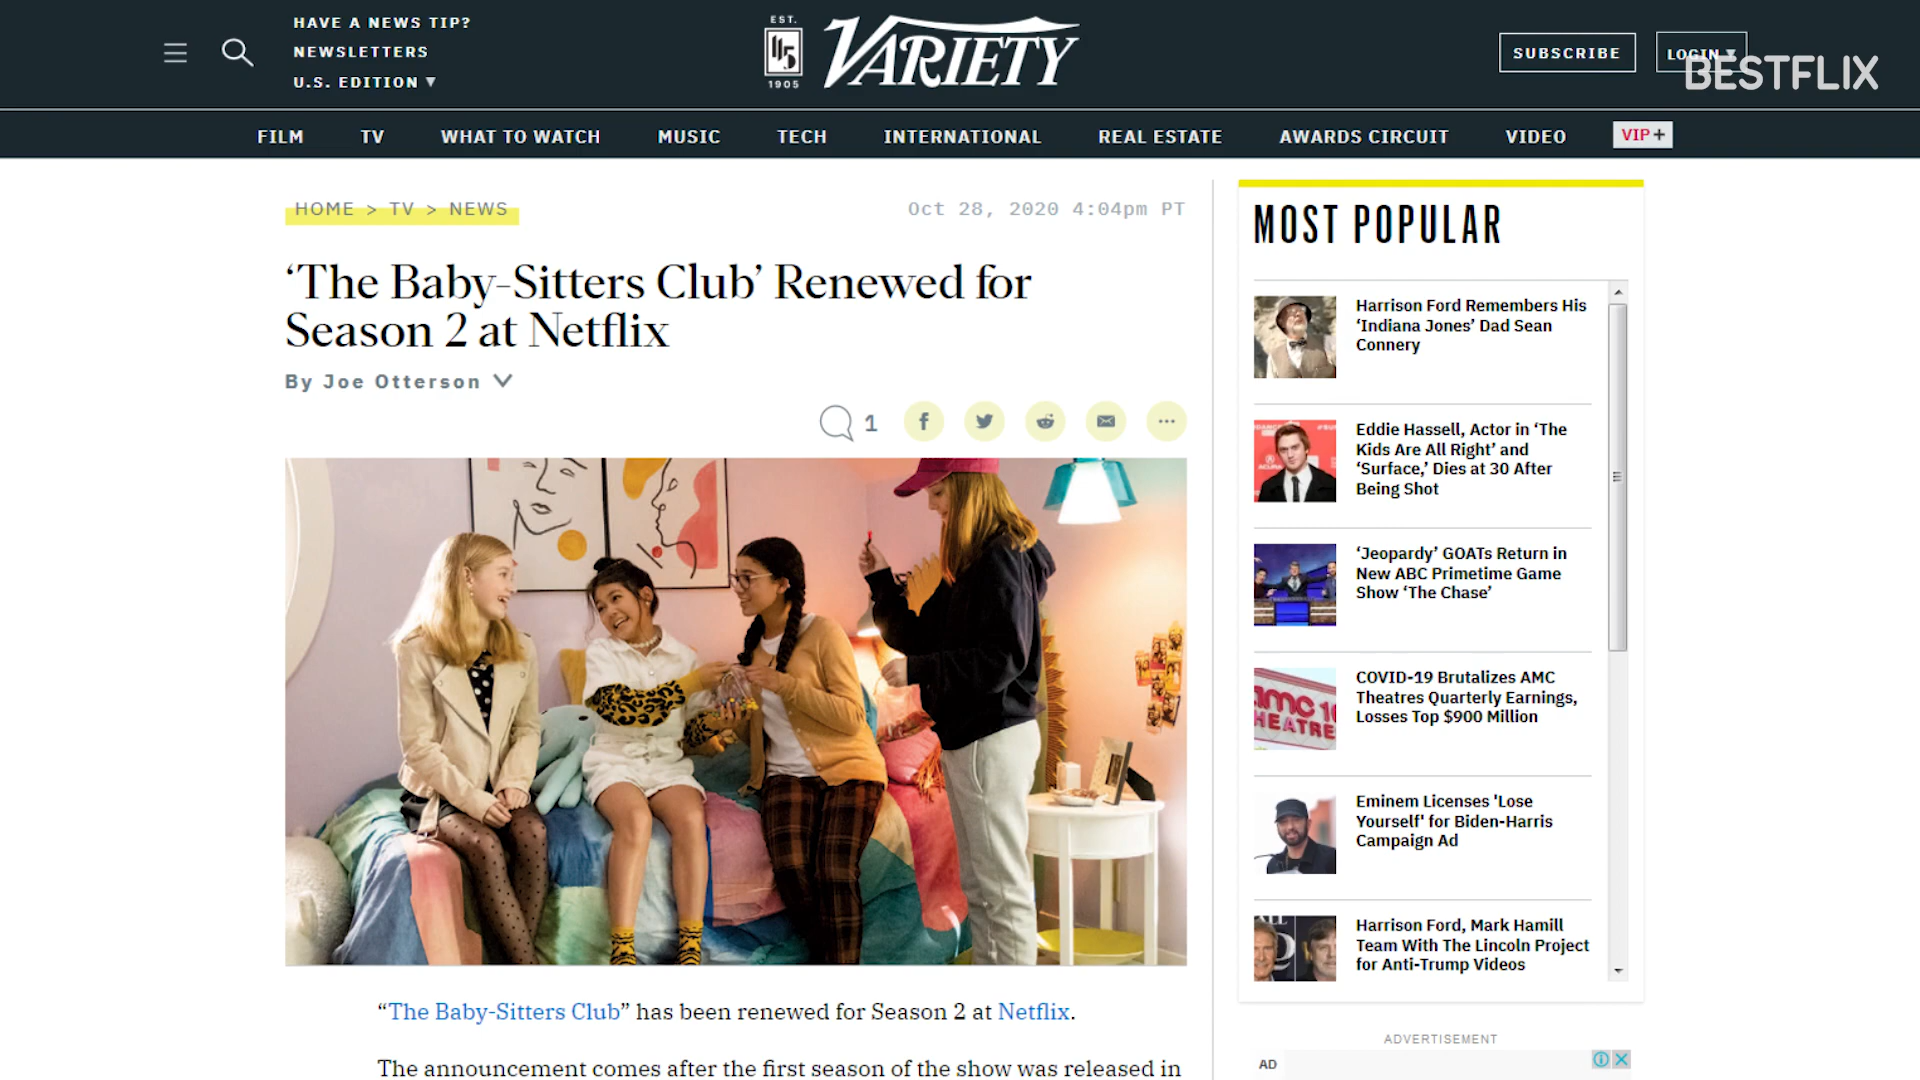 HAVE A NEWS TIP?
NEWSLETTERS
U.S. EDITION ▼
EST.
115
1905
VARIETY
SUBSCRIBE
LOGIN ▼
BESTFLIX
FILM TV WHAT TO WATCH MUSIC TECH INTERNATIONAL REAL ESTATE AWARDS CIRCUIT VIDEO VIP+
HOME > TV > NEWS
Oct 28, 2020 4:04pm PT
‘The Baby-Sitters Club’ Renewed for
Season 2 at Netflix
By Joe Otterson
1
“The Baby-Sitters Club” has been renewed for Season 2 at Netflix.
The announcement comes after the first season of the show was released in
MOST POPULAR
Harrison Ford Remembers His
‘Indiana Jones’ Dad Sean
Connery
Eddie Hassell, Actor in ‘The
Kids Are All Right’ and
‘Surface,’ Dies at 30 After
Being Shot
‘Jeopardy’ GOATs Return in
New ABC Primetime Game
Show ‘The Chase’
amc 1
HEATRE
COVID-19 Brutalizes AMC
Theatres Quarterly Earnings,
Losses Top $900 Million
Eminem Licenses 'Lose
Yourself' for Biden-Harris
Campaign Ad
Harrison Ford, Mark Hamill
Team With The Lincoln Project
for Anti-Trump Videos
ADVERTISEMENT
AD